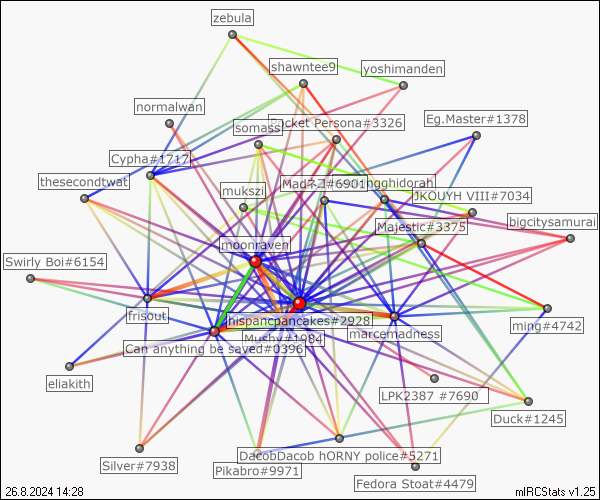 zebula
shawntee9
yoshimanden
normalwan
Eg.Master#1378
somass
Pocket Persona#3326
Cypha#1717
thesecondtwat
mukszi
Madネコ#6901
ngghidorah
JKOUYH VIII#7034
bigcitysamurai
moonraven
Majestic#3375
Swirly Boi#6154
frisout
hispancpancakes#2928
ming#4742
Mushy#1984
marcemadness
Can anything be saved#0396
eliakith
LPK2387 #7690
Duck#1245
DacobDacob hORNY police#5271
Silver#7938
Pikabro#9971
Fedora Stoat#4479
26.8.2024 14:28
mIRCStats v1.25